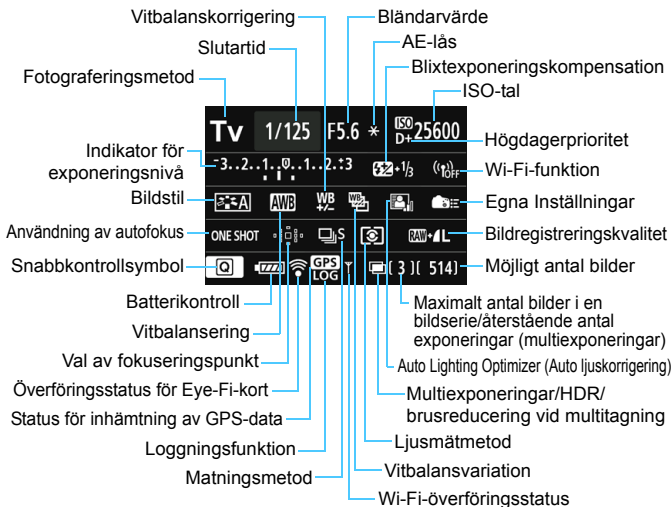 Vitbalanskorrigering
Bländarvärde
Slutartid
AE-lås
Fotograferingsmetod
Blixtexponeringskompensation
ISO-tal
Tv 1/125 F5.6 * ISO D+ 25600
Högdagerprioritet
Indikator för
exponeringsnivå
-3..2..1..0..1..2..+3 +1/3 OFF
Wi-Fi-funktion
Bildstil
A AWB WB +/- WB
Egna Inställningar
Användning av autofokus
ONE SHOT S RAW+L
Bildregistreringskvalitet
Snabbkontrollsymbol
Q GPS LOG [ 3 ][ 514]
Möjligt antal bilder
Batterikontroll
Maximalt antal bilder i en
bildserie/återstående antal
exponeringar (multiexponeringar)
Vitbalansering
Val av fokuseringspunkt
Auto Lighting Optimizer (Auto ljuskorrigering)
Överföringsstatus för Eye-Fi-kort
Multiexponeringar/HDR/
brusreducering vid multitagning
Status för inhämtning av GPS-data
Loggningsfunktion
Ljusmätmetod
Matningsmetod
Vitbalansvariation
Wi-Fi-överföringsstatus